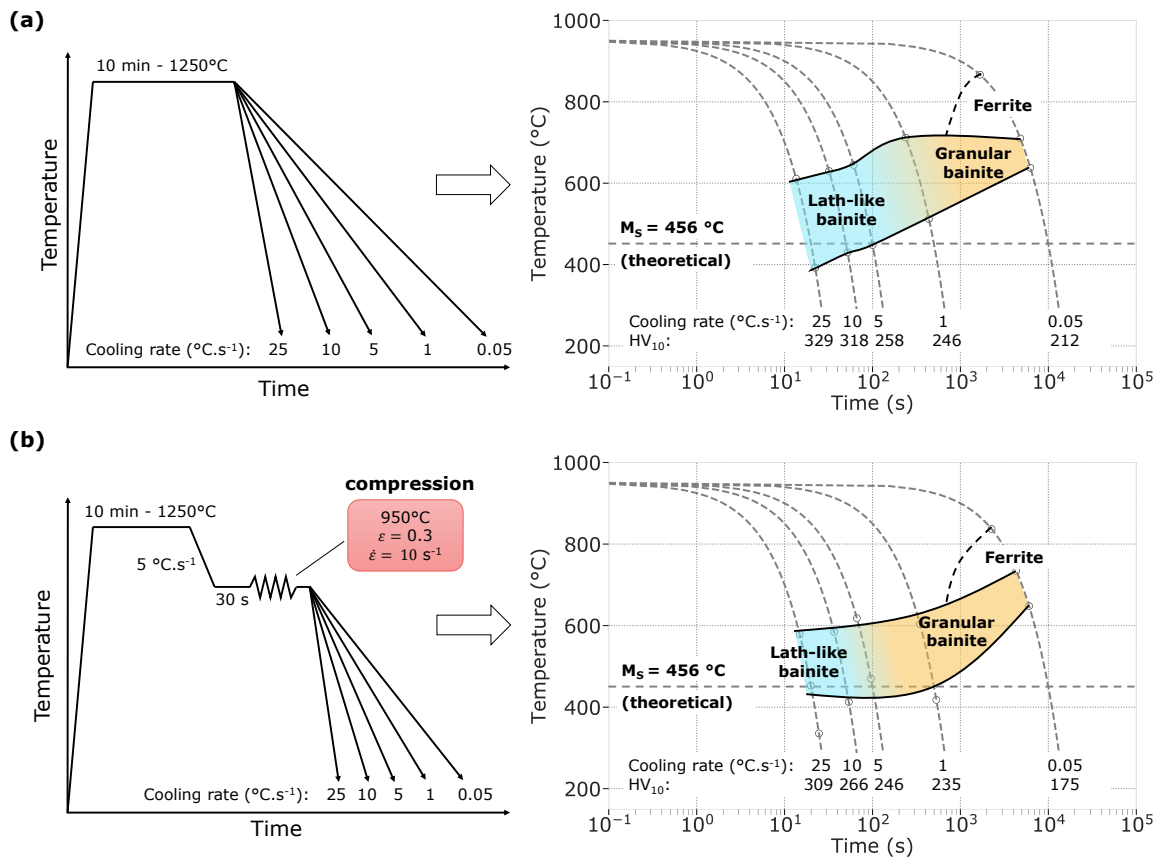 (a)
10 min - 1250°C
Temperature
Cooling rate (°C.s⁻¹): 25 10 5 1 0.05
Time
1000
800
600
400
200
Temperature (°C)
Ferrite
Granular
bainite
Lath-like
bainite
M_S = 456 °C
(theoretical)
Cooling rate (°C.s⁻¹): 25 10 5 1 0.05
HV₁₀: 329 318 258 246 212
10⁻¹ 10⁰ 10¹ 10² 10³ 10⁴ 10⁵
Time (s)
(b)
compression
950°C
ε = 0.3
ε̇ = 10 s⁻¹
10 min - 1250°C
5 °C.s⁻¹
30 s
Temperature
Cooling rate (°C.s⁻¹): 25 10 5 1 0.05
Time
1000
800
600
400
200
Temperature (°C)
Ferrite
Granular
bainite
Lath-like
bainite
M_S = 456 °C
(theoretical)
Cooling rate (°C.s⁻¹): 25 10 5 1 0.05
HV₁₀: 309 266 246 235 175
10⁻¹ 10⁰ 10¹ 10² 10³ 10⁴ 10⁵
Time (s)